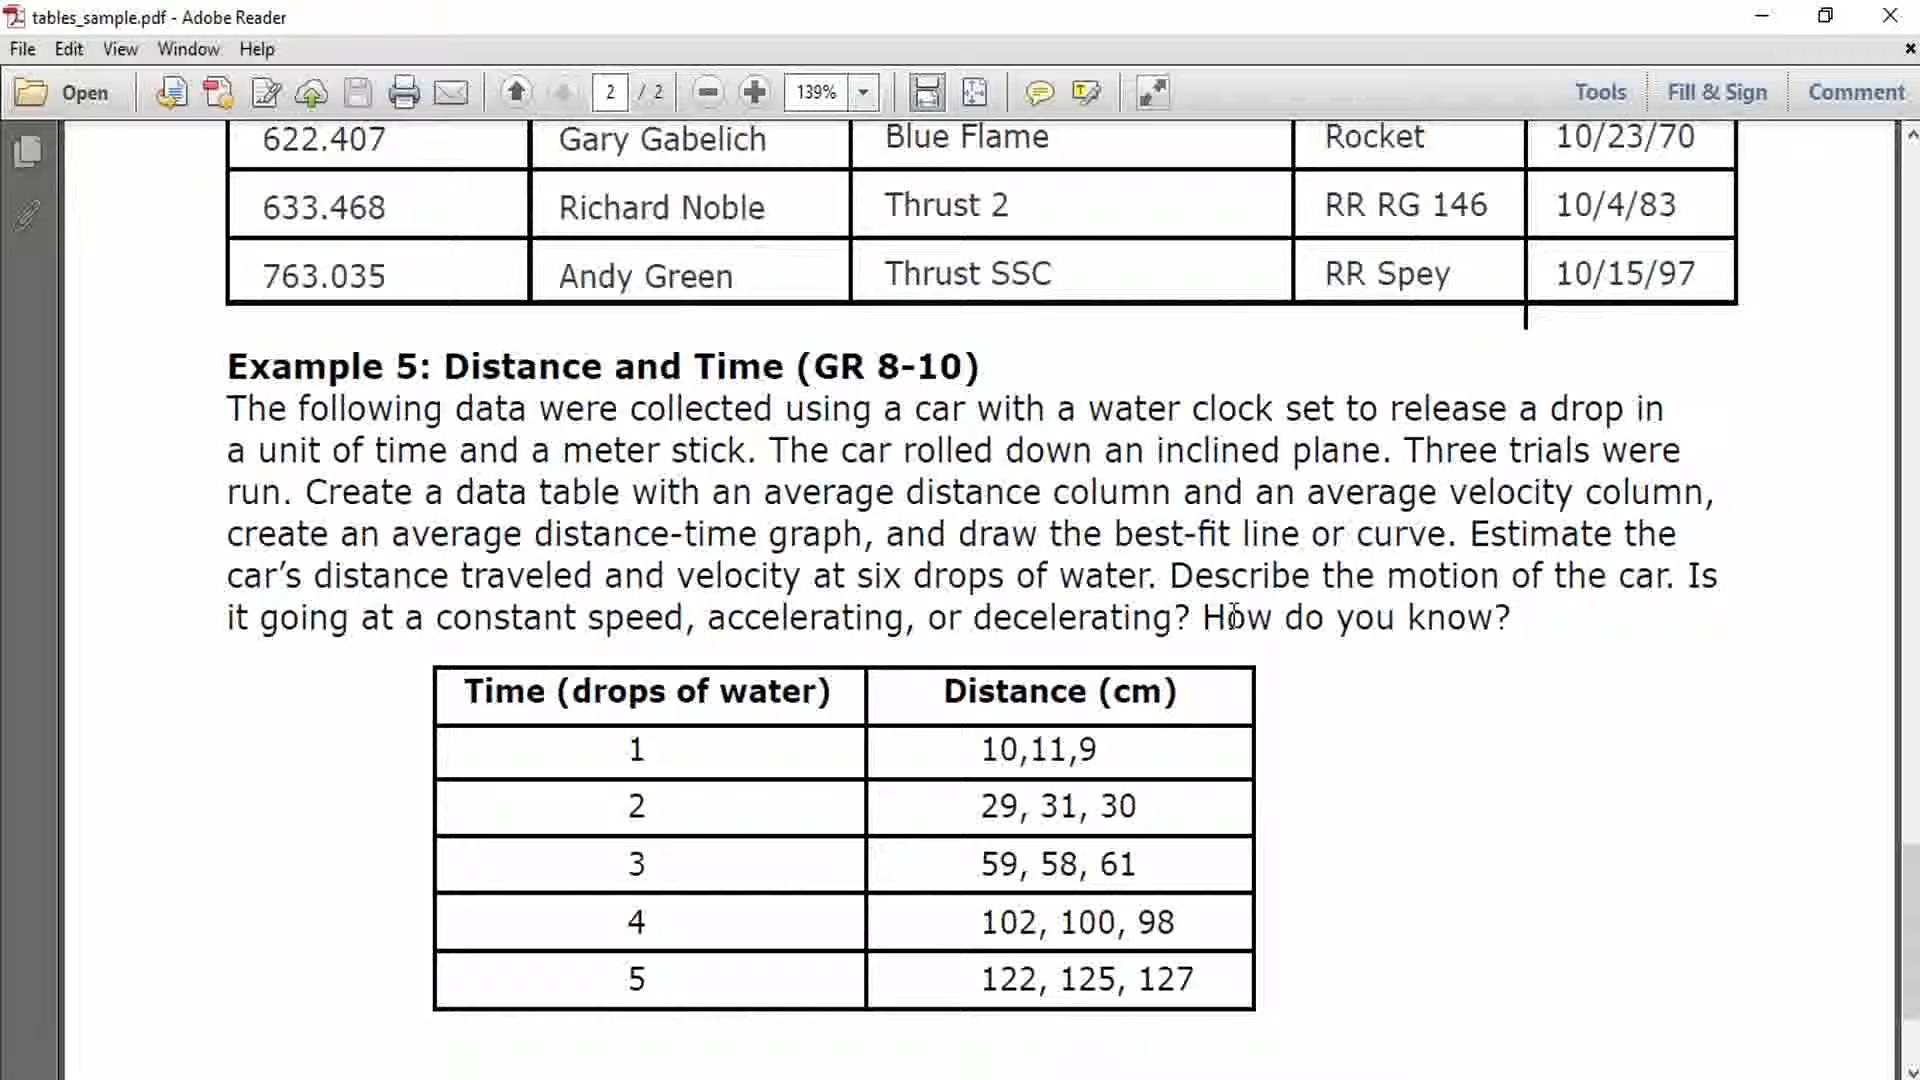 tables_sample.pdf - Adobe Reader
File Edit View Window Help
Open 2 / 2 139% Tools Fill & Sign Comment
622.407 Gary Gabelich Blue Flame Rocket 10/23/70
633.468 Richard Noble Thrust 2 RR RG 146 10/4/83
763.035 Andy Green Thrust SSC RR Spey 10/15/97
Example 5: Distance and Time (GR 8-10)
The following data were collected using a car with a water clock set to release a drop in
a unit of time and a meter stick. The car rolled down an inclined plane. Three trials were
run. Create a data table with an average distance column and an average velocity column,
create an average distance-time graph, and draw the best-fit line or curve. Estimate the
car’s distance traveled and velocity at six drops of water. Describe the motion of the car. Is
it going at a constant speed, accelerating, or decelerating? How do you know?
Time (drops of water) Distance (cm)
1 10,11,9
2 29, 31, 30
3 59, 58, 61
4 102, 100, 98
5 122, 125, 127